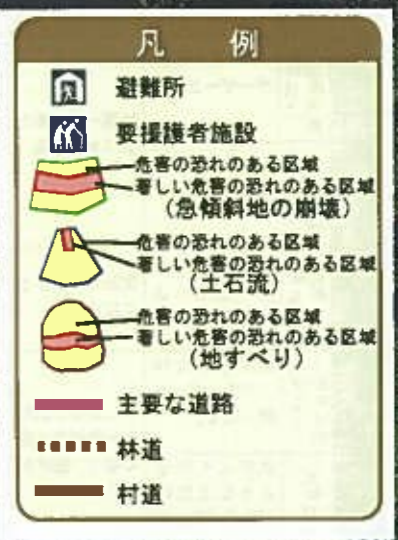 凡 例
避難所
要援護者施設
危害の恐れのある区域
著しい危害の恐れのある区域
(急傾斜地の崩壊)
危害の恐れのある区域
著しい危害の恐れのある区域
(土石流)
危害の恐れのある区域
著しい危害の恐れのある区域
(地すべり)
主要な道路
林道
村道